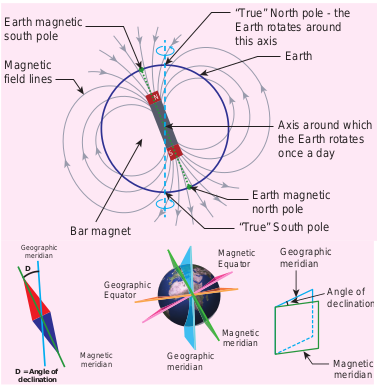 Earth magnetic
south pole
"True" North pole - the
Earth rotates around
this axis
Magnetic
field lines
Earth
Axis around which
the Earth rotates
once a day
Earth magnetic
north pole
Bar magnet
"True" South pole
Geographic
meridian
D
Magnetic
meridian
D = Angle of
declination
Magnetic
Equator
Geographic
Equator
Magnetic
meridian
Geographic
meridian
Geographic
meridian
Angle of
declination
Magnetic
meridian